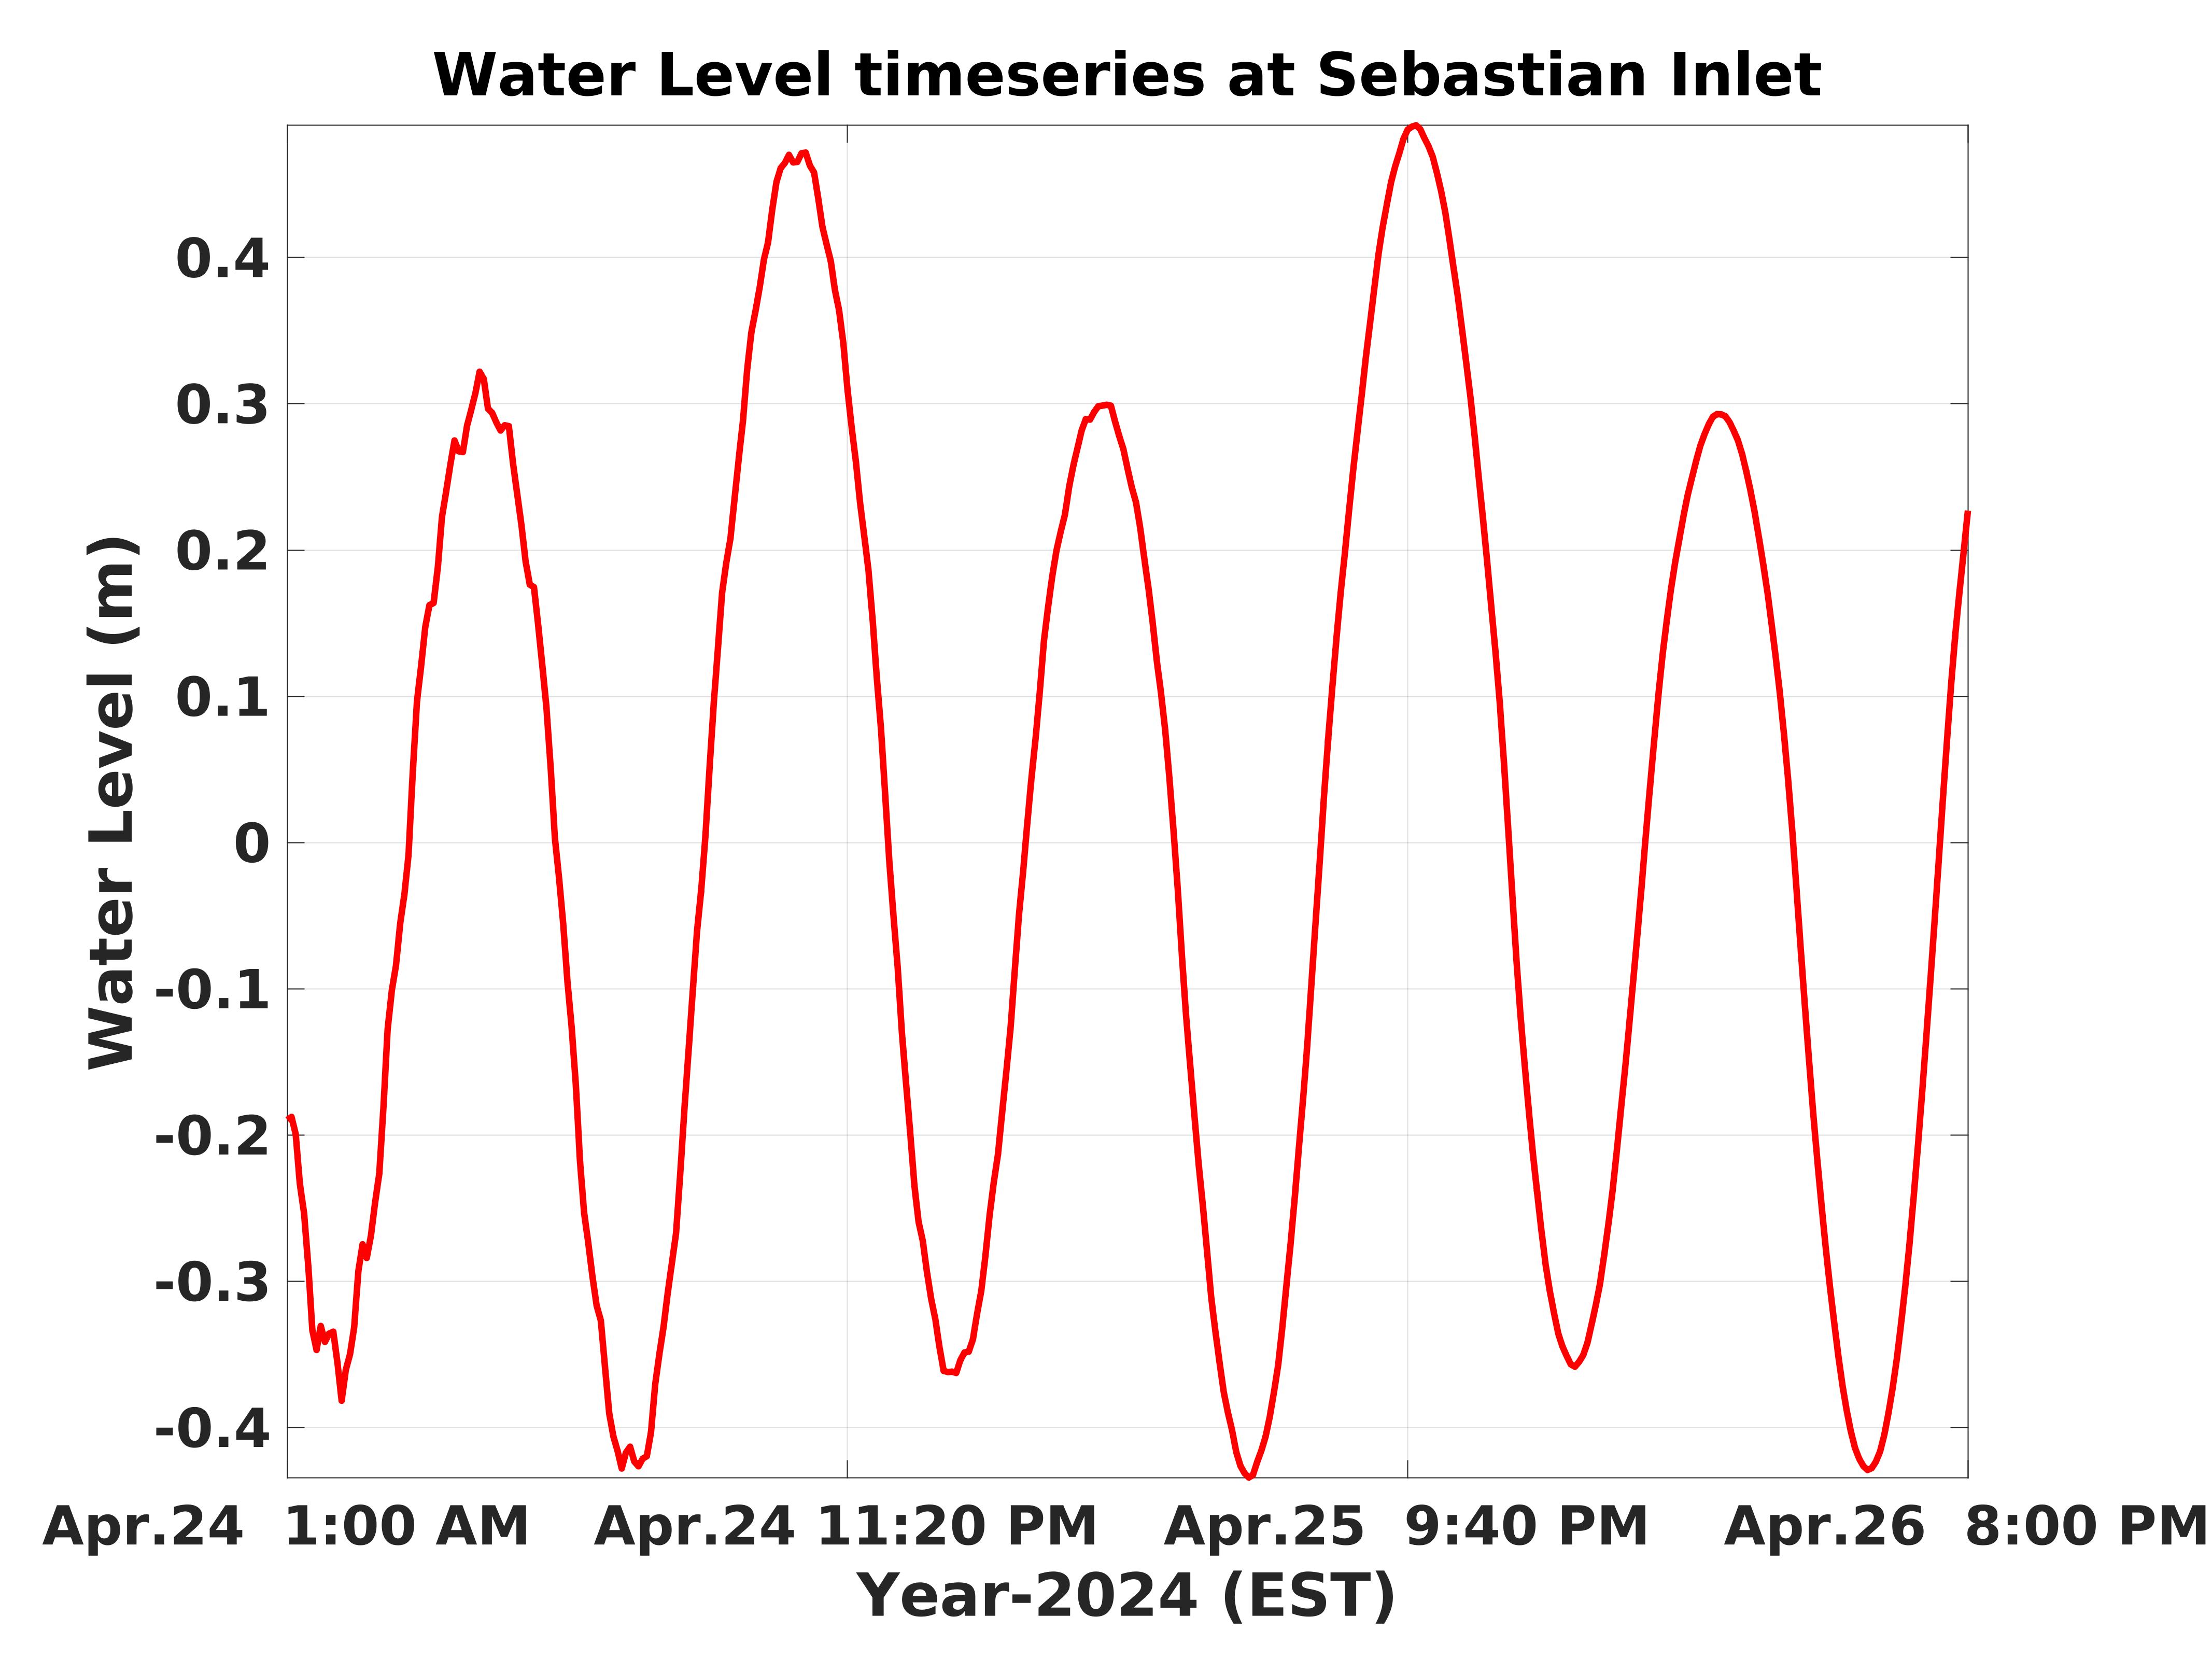 Water Level timeseries at Sebastian Inlet
Water Level (m)
0.4
0.3
0.2
0.1
0
-0.1
-0.2
-0.3
-0.4
Apr.24  1:00 AM
Apr.24 11:20 PM
Apr.25  9:40 PM
Apr.26  8:00 PM
Year-2024 (EST)